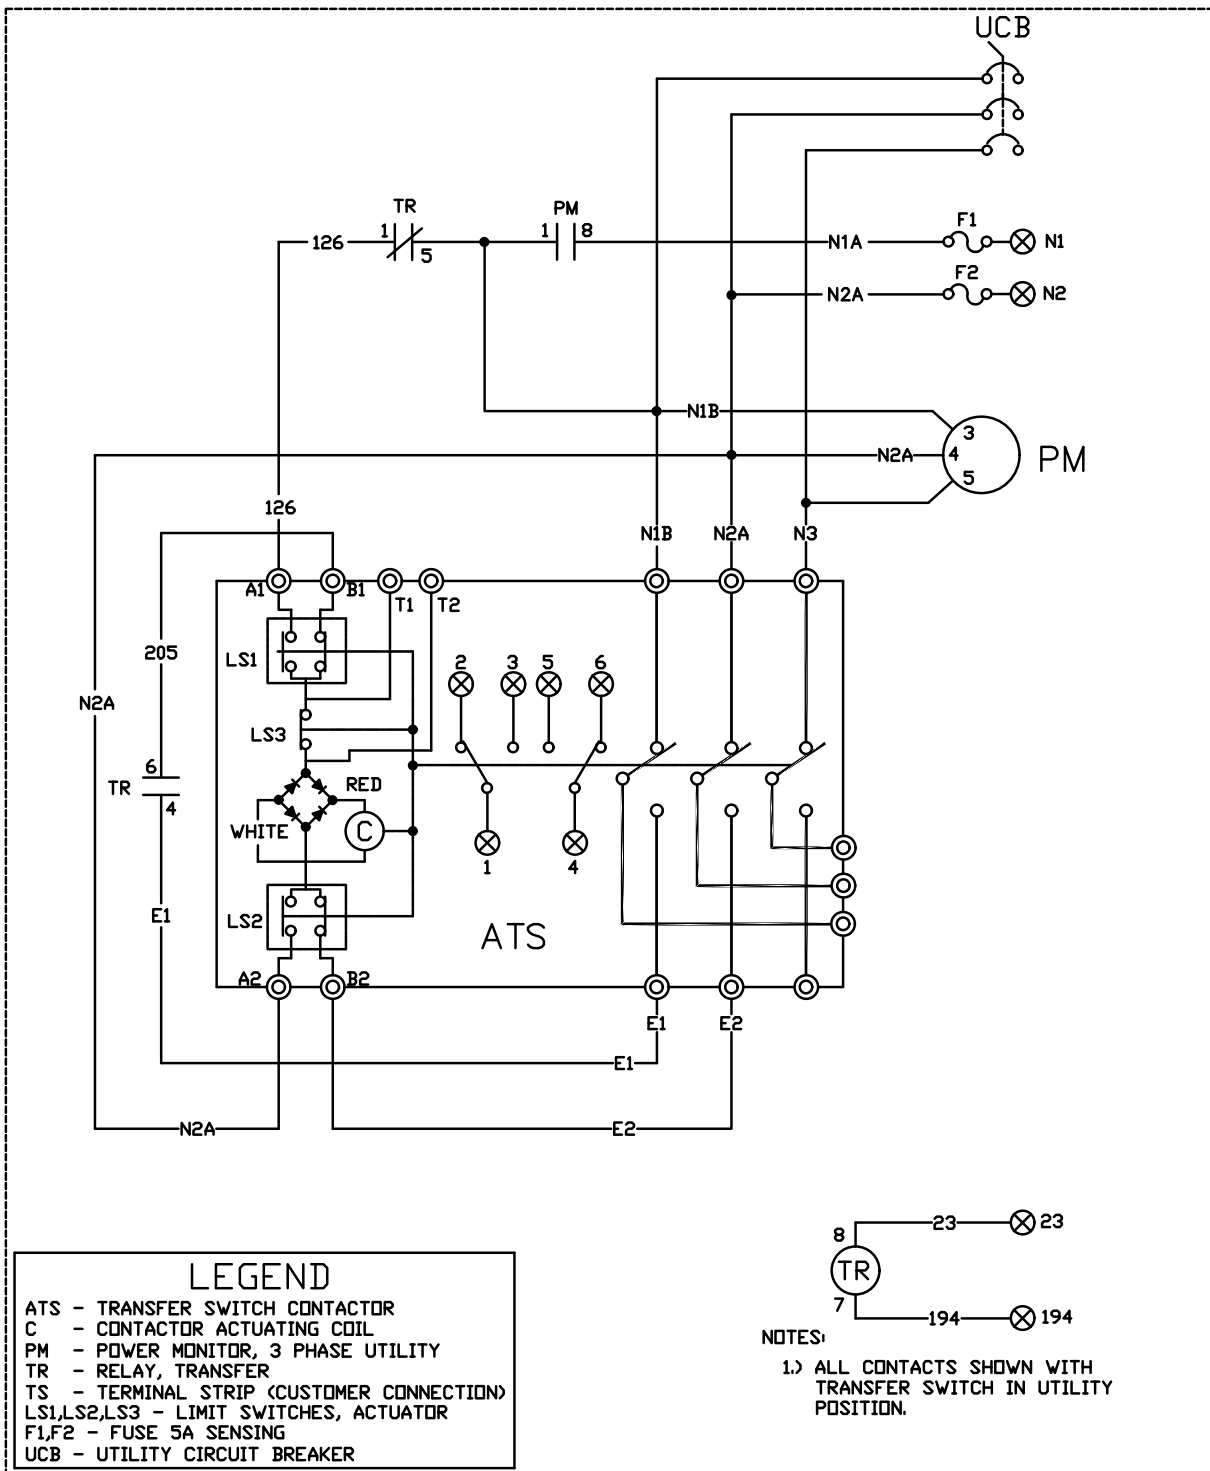 UCB
TR
PM
1
5
1
8
126
N1A
F1
N1
F2
N2A
N2
N1B
3
N2A
4
PM
5
126
N1B
N2A
N3
A1
B1
T1
T2
205
LS1
2
3
5
6
N2A
LS3
6
TR
4
RED
WHITE
C
1
4
E1
LS2
ATS
A2
B2
E1
E2
E1
N2A
E2
8
23
23
TR
7
194
194
LEGEND
ATS - TRANSFER SWITCH CONTACTOR
C - CONTACTOR ACTUATING COIL
PM - POWER MONITOR, 3 PHASE UTILITY
TR - RELAY, TRANSFER
TS - TERMINAL STRIP (CUSTOMER CONNECTION)
LS1,LS2,LS3 - LIMIT SWITCHES, ACTUATOR
F1,F2 - FUSE 5A SENSING
UCB - UTILITY CIRCUIT BREAKER
NOTES:
1.) ALL CONTACTS SHOWN WITH
TRANSFER SWITCH IN UTILITY
POSITION.